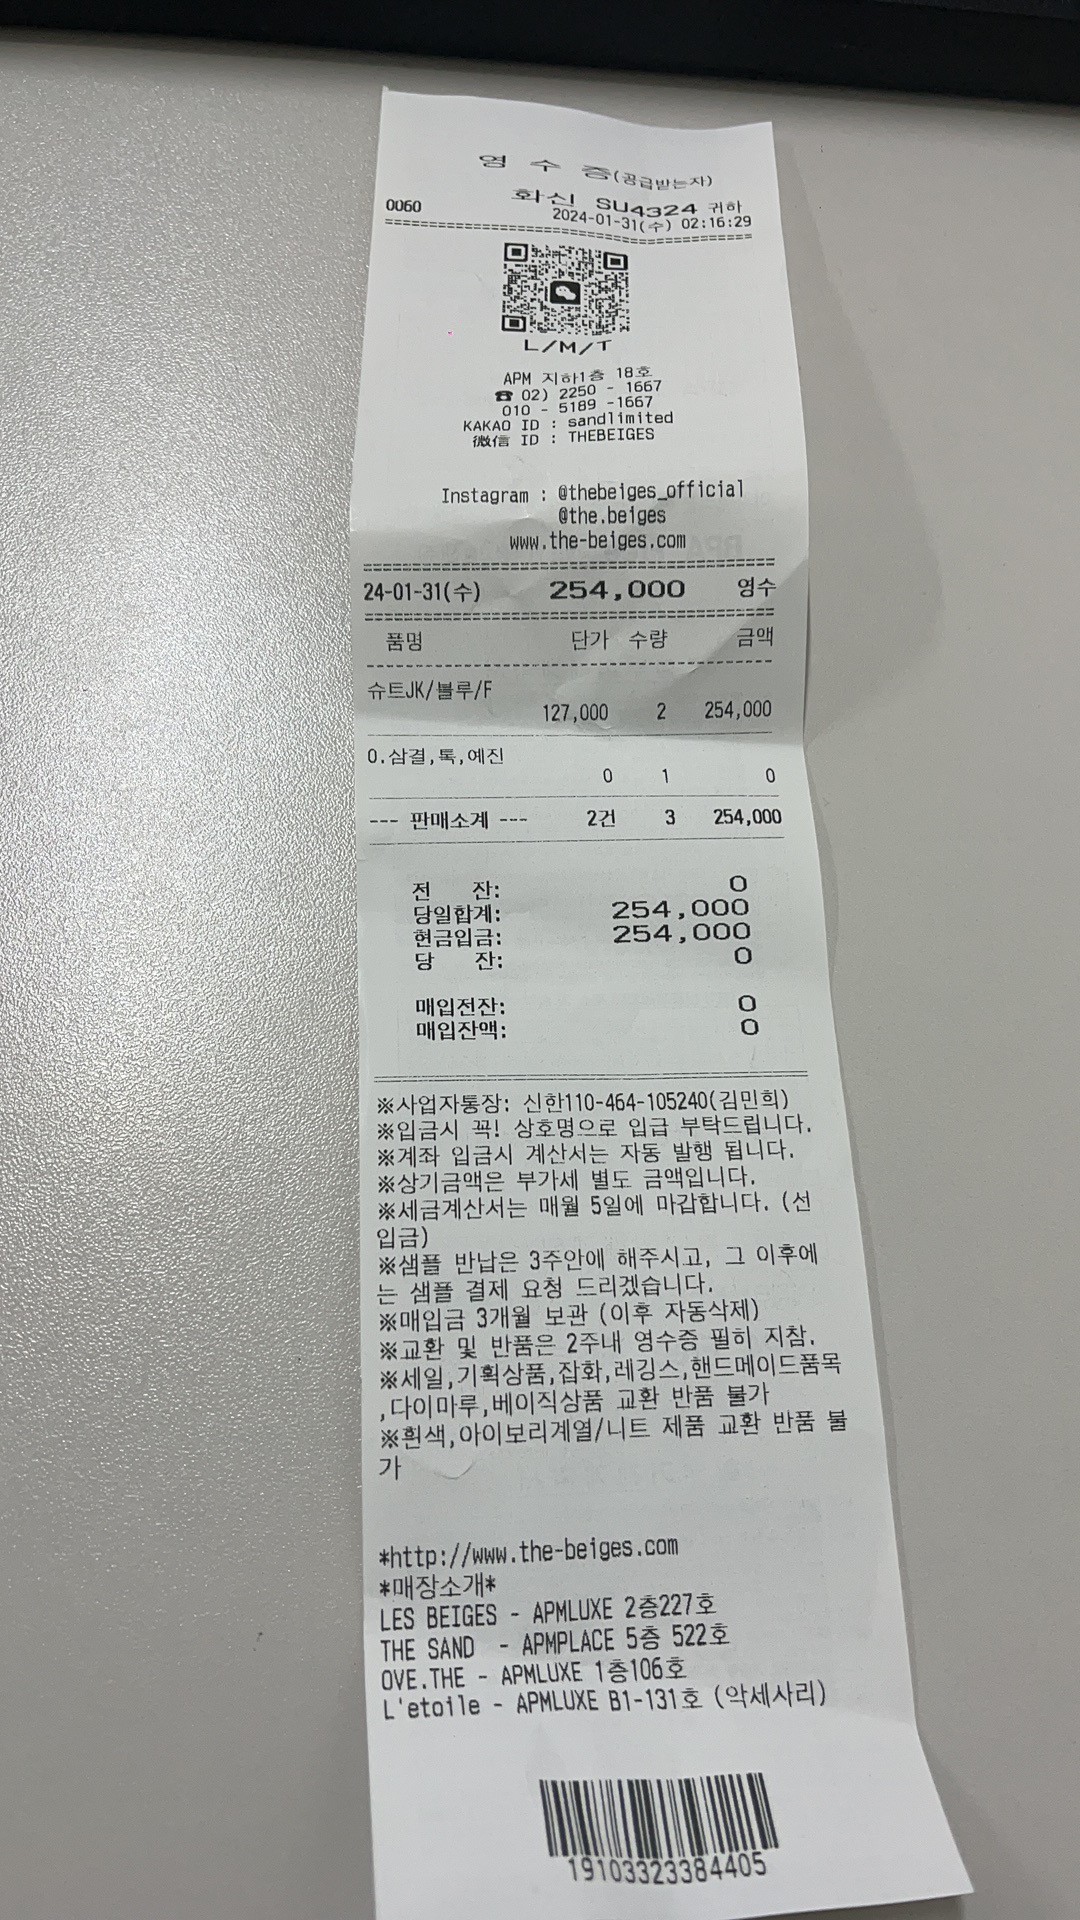 영 수 증(공급받는자)
화신 SU4324 귀하
0060 2024-01-31(수) 02:16:29
L/M/T
APM 지하1층 18호
☎ 02) 2250 - 1667
010 - 5189 -1667
KAKAO ID : sandlimited
微信 ID : THEBEIGES
Instagram : @thebeiges_official
@the.beiges
www.the-beiges.com
24-01-31(수) 254,000 영수
품명 단가 수량 금액
슈트JK/블루/F
127,000 2 254,000
0.삼결,톡,예진
0 1 0
--- 판매소계 --- 2건 3 254,000
전 잔: 0
당일합계: 254,000
현금입금: 254,000
당 잔: 0
매입전잔: 0
매입잔액: 0
※사업자통장: 신한110-464-105240(김민희)
※입금시 꼭! 상호명으로 입급 부탁드립니다.
※계좌 입금시 계산서는 자동 발행 됩니다.
※상기금액은 부가세 별도 금액입니다.
※세금계산서는 매월 5일에 마감합니다. (선
입금)
※샘플 반납은 3주안에 해주시고, 그 이후에
는 샘플 결제 요청 드리겠습니다.
※매입금 3개월 보관 (이후 자동삭제)
※교환 및 반품은 2주내 영수증 필히 지참.
※세일,기획상품,잡화,레깅스,핸드메이드품목
,다이마루,베이직상품 교환 반품 불가
※흰색,아이보리계열/니트 제품 교환 반품 불
가
*http://www.the-beiges.com
*매장소개*
LES BEIGES - APMLUXE 2층227호
THE SAND - APMPLACE 5층 522호
OVE.THE - APMLUXE 1층106호
L'etoile - APMLUXE B1-131호 (악세사리)
19103323384405